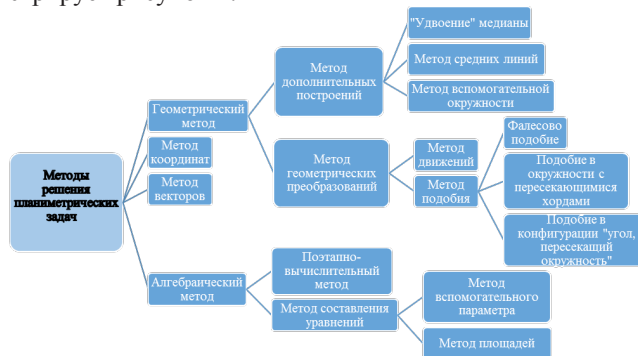 Методы
решения
планиметрических
задач
Геометрический
метод
Метод
координат
Метод
векторов
Алгебраический
метод
Метод
дополнительных
построений
Метод
геометрических
преобразований
Поэтапно-
вычислительный
метод
Метод составления
уравнений
"Удвоение" медианы
Метод средних линий
Метод вспомогательной
окружности
Метод
движений
Метод
подобия
Фалесово
подобие
Подобие в
окружности с
пересекающимися
хордами
Подобие в
конфигурации "угол,
пересекащий
окружность"
Метод
вспомогательного
параметра
Метод площадей